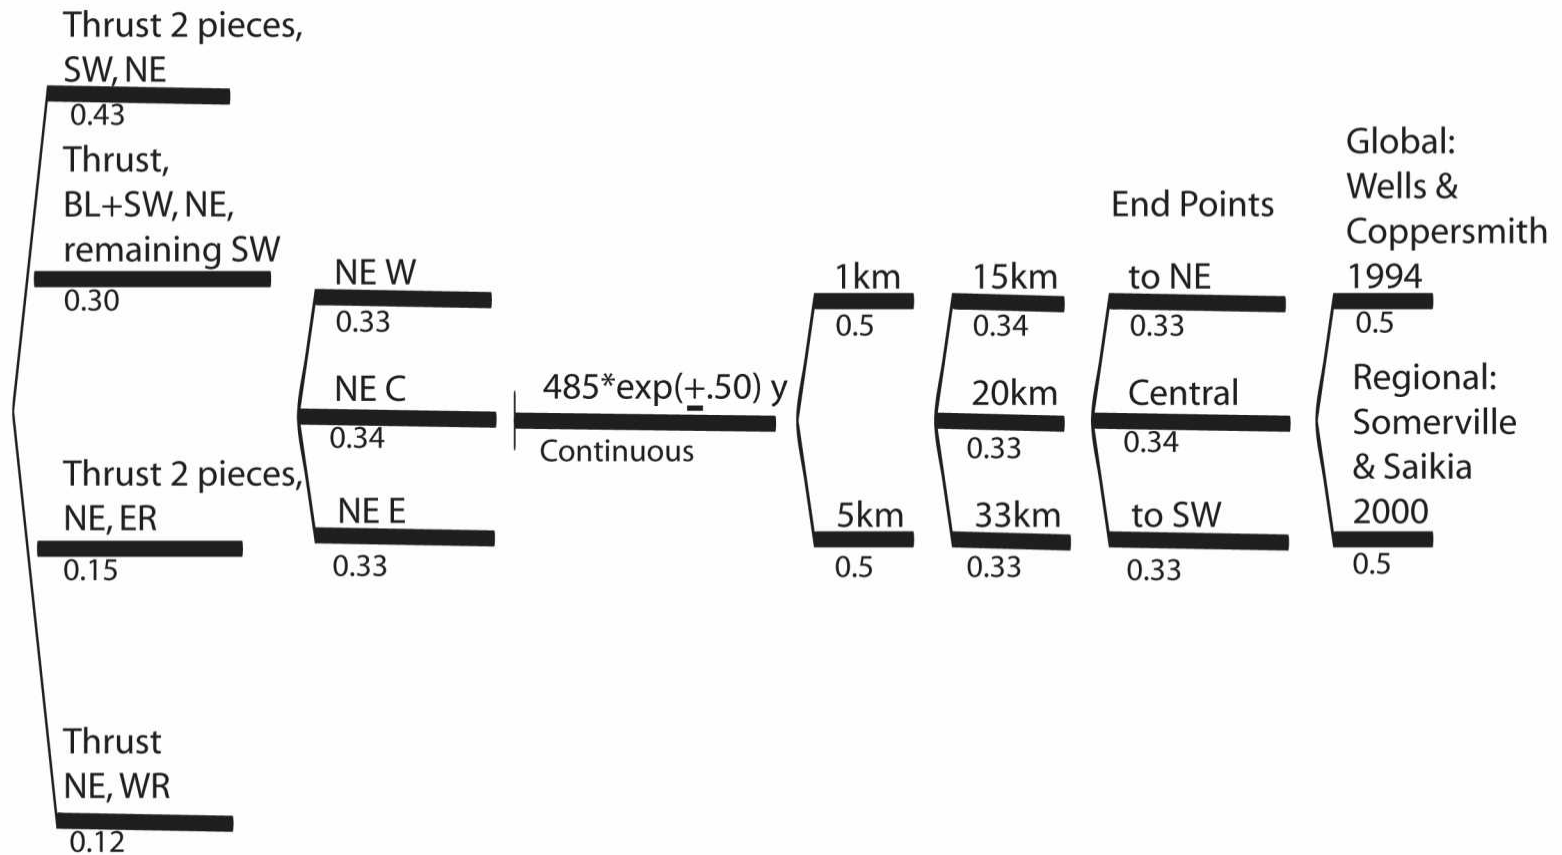 Thrust 2 pieces,
SW, NE
0.43
Thrust,
BL+SW, NE,
remaining SW
0.30
Thrust 2 pieces,
NE, ER
0.15
Thrust
NE, WR
0.12
NE W
0.33
NE C
0.34
NE E
0.33
485*exp(±.50) y
Continuous
1km
0.5
5km
0.5
15km
0.34
20km
0.33
33km
0.33
End Points
to NE
0.33
Central
0.34
to SW
0.33
Global:
Wells &
Coppersmith
1994
0.5
Regional:
Somerville
& Saikia
2000
0.5